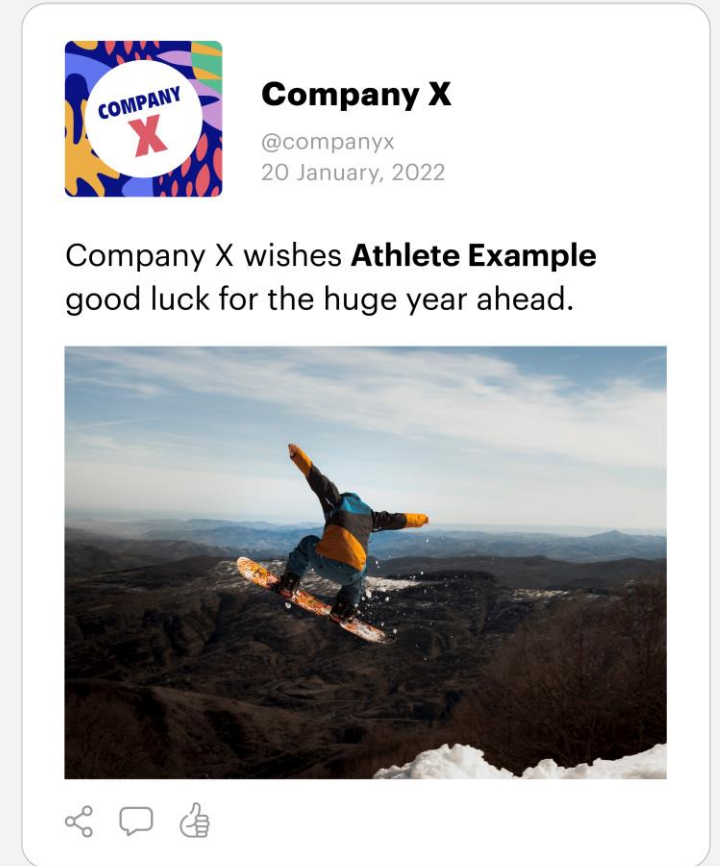 COMPANY
X
Company X
@companyx
20 January, 2022
Company X wishes Athlete Example
good luck for the huge year ahead.